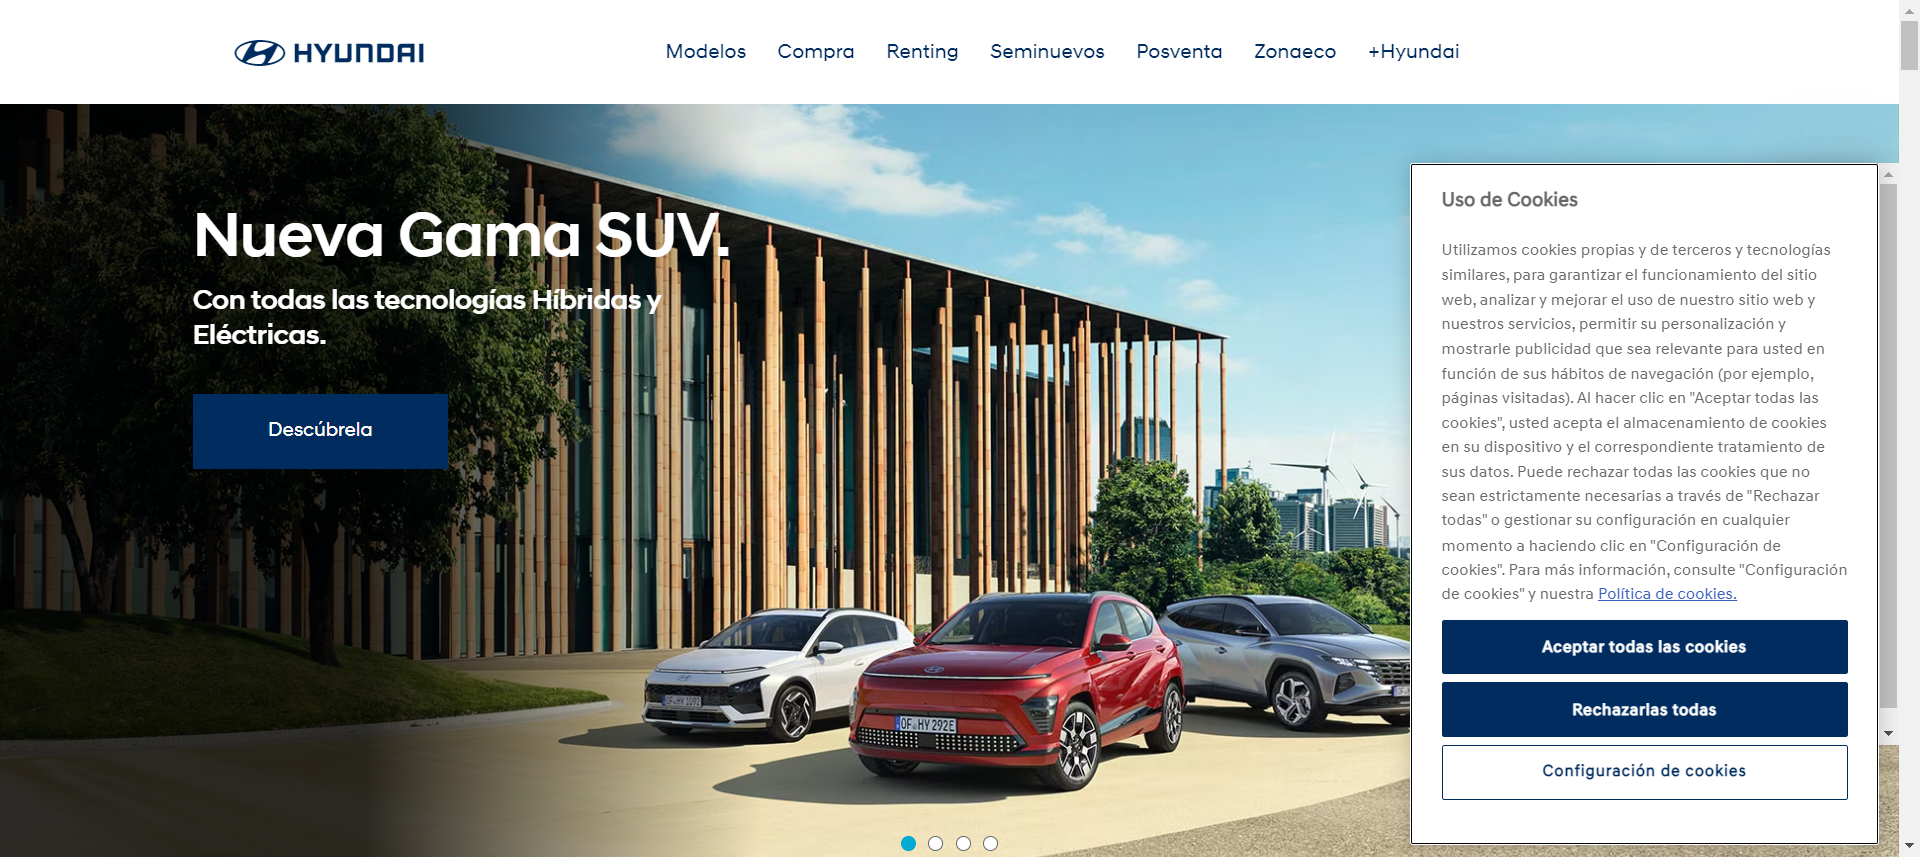 HYUNDAI
Modelos
Compra
Renting
Seminuevos
Posventa
Zonaeco
+Hyundai
Nueva Gama SUV.
Con todas las tecnologías Híbridas y
Eléctricas.
Descúbrela
OF·HY 1092
OF·HY 292E
Uso de Cookies
Utilizamos cookies propias y de terceros y tecnologías
similares, para garantizar el funcionamiento del sitio
web, analizar y mejorar el uso de nuestro sitio web y
nuestros servicios, permitir su personalización y
mostrarle publicidad que sea relevante para usted en
función de sus hábitos de navegación (por ejemplo,
páginas visitadas). Al hacer clic en "Aceptar todas las
cookies", usted acepta el almacenamiento de cookies
en su dispositivo y el correspondiente tratamiento de
sus datos. Puede rechazar todas las cookies que no
sean estrictamente necesarias a través de "Rechazar
todas" o gestionar su configuración en cualquier
momento a haciendo clic en "Configuración de
cookies". Para más información, consulte "Configuración
de cookies" y nuestra Política de cookies.
Aceptar todas las cookies
Rechazarlas todas
Configuración de cookies